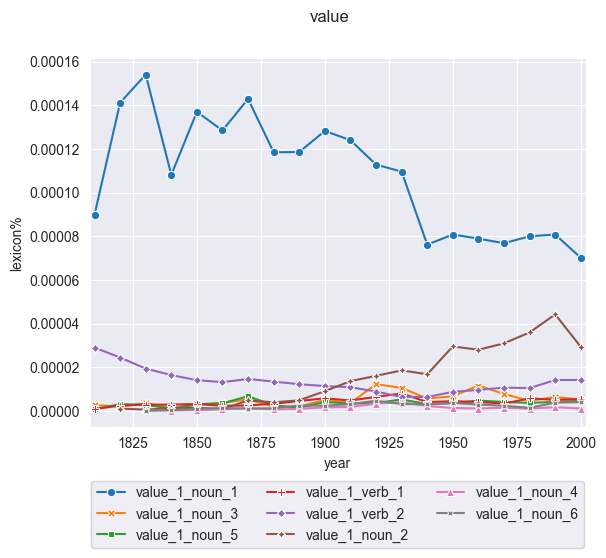 value
0.00016
0.00014
0.00012
0.00010
0.00008
0.00006
0.00004
0.00002
0.00000
lexicon%
1825 1850 1875 1900 1925 1950 1975 2000
year
value_1_noun_1 value_1_verb_1 value_1_noun_4
value_1_noun_3 value_1_verb_2 value_1_noun_6
value_1_noun_5 value_1_noun_2